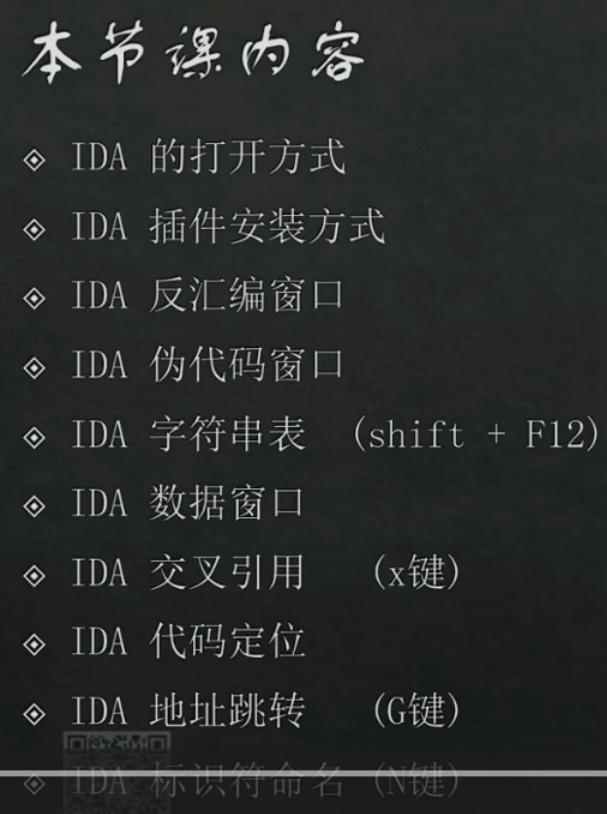 本节课内容
IDA 的打开方式
IDA 插件安装方式
IDA 反汇编窗口
IDA 伪代码窗口
IDA 字符串表 (shift + F12)
IDA 数据窗口
IDA 交叉引用 (x键)
IDA 代码定位
IDA 地址跳转 (G键)
IDA 标识符命名 (N键)